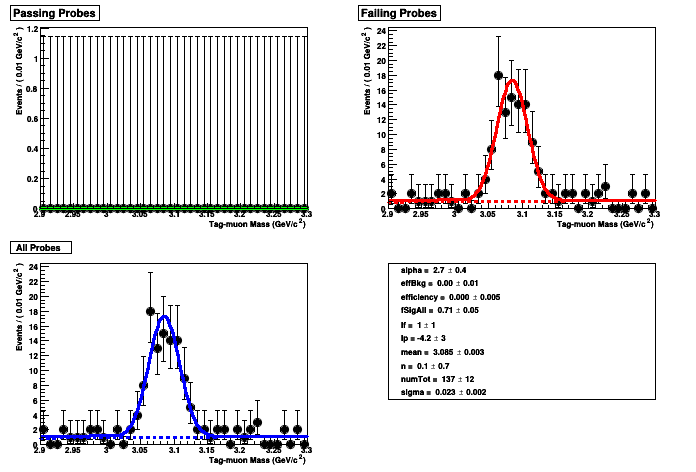 Passing Probes
Events / ( 0.01 GeV/c² )
1.2
1
0.8
0.6
0.4
0.2
0
2.9 2.95 3 3.05 3.1 3.15 3.2 3.25 3.3
Tag-muon Mass (GeV/c²)
Failing Probes
Events / ( 0.01 GeV/c² )
24
22
20
18
16
14
12
10
8
6
4
2
0
2.9 2.95 3 3.05 3.1 3.15 3.2 3.25 3.3
Tag-muon Mass (GeV/c²)
All Probes
Events / ( 0.01 GeV/c² )
24
22
20
18
16
14
12
10
8
6
4
2
0
2.9 2.95 3 3.05 3.1 3.15 3.2 3.25 3.3
Tag-muon Mass (GeV/c²)
alpha = 2.7 ± 0.4
effBkg = 0.00 ± 0.01
efficiency = 0.000 ± 0.005
fSigAll = 0.71 ± 0.05
lf = 1 ± 1
lp = -4.2 ± 3
mean = 3.085 ± 0.003
n = 0.1 ± 0.7
numTot = 137 ± 12
sigma = 0.023 ± 0.002